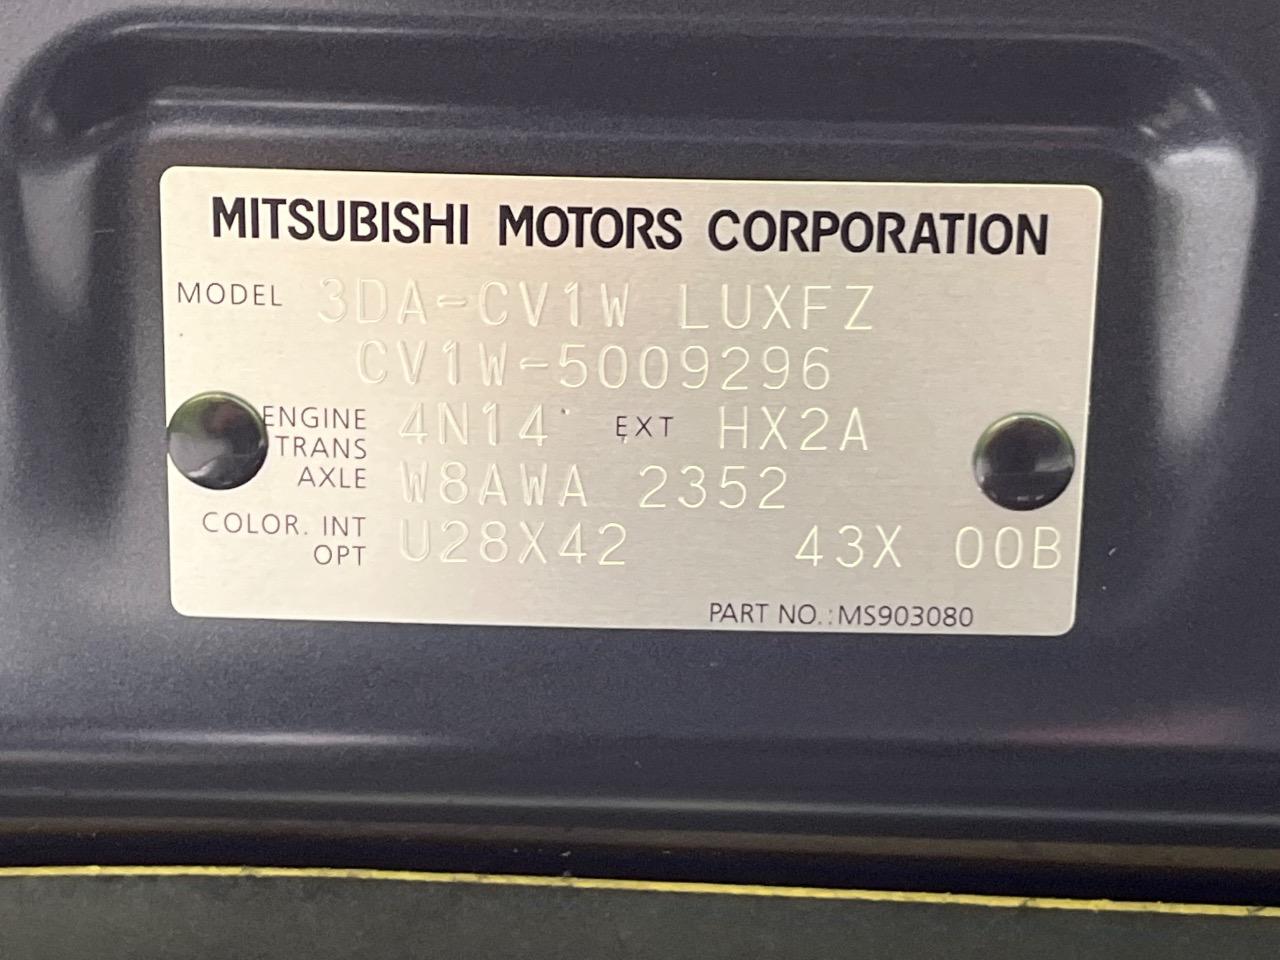 MITSUBISHI MOTORS CORPORATION
MODEL 3DA-CV1W LUXFZ
CV1W-5009296
ENGINE 4N14 EXT HX2A
TRANS
AXLE W8AWA 2352
COLOR. INT
OPT U28X42 43X 00B
PART NO.:MS903080